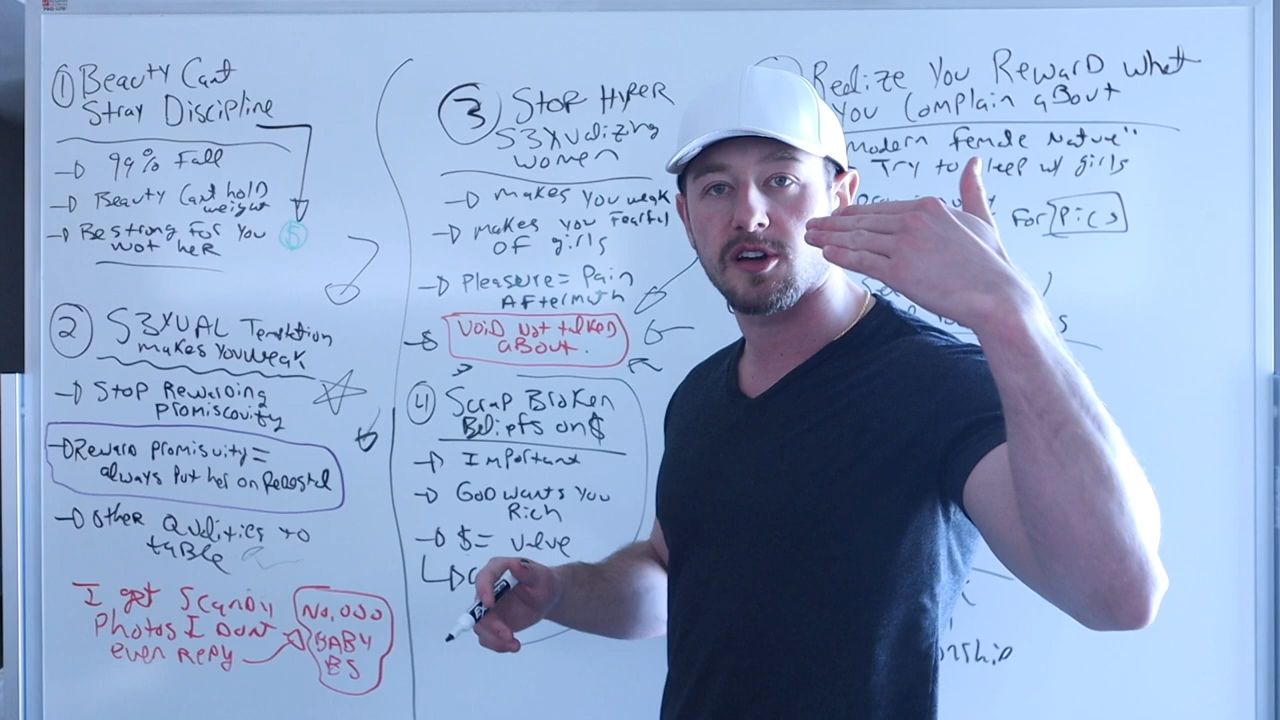 ① Beauty Cant
Stray Discipline
→ 99% Fall
→ Beauty Cant hold
weight
→ Be strong for you
not her
$
② S3XUAL Temptation
makes you weak
→ Stop Rewarding
promiscuity
→ Reward promisuity =
always put her on Pedestal
→ other Qualities to
table
I get Scandly
Photos I Dont
even Reply
No,ooo
BABY
BS
③ Stop Hyper
S3XUalizing
women
→ makes you weak
→ makes you Fearful
of girls
→ Pleasure = Pain
Aftermath
→ Void not talked
about.
④ Scrap Broken
Beliefs on $
→ Important
→ God wants you
Rich
→ $ = value
Realize You Reward what
you Complain about
modern Female Nature"
Try to sleep w/ girls
For Pics